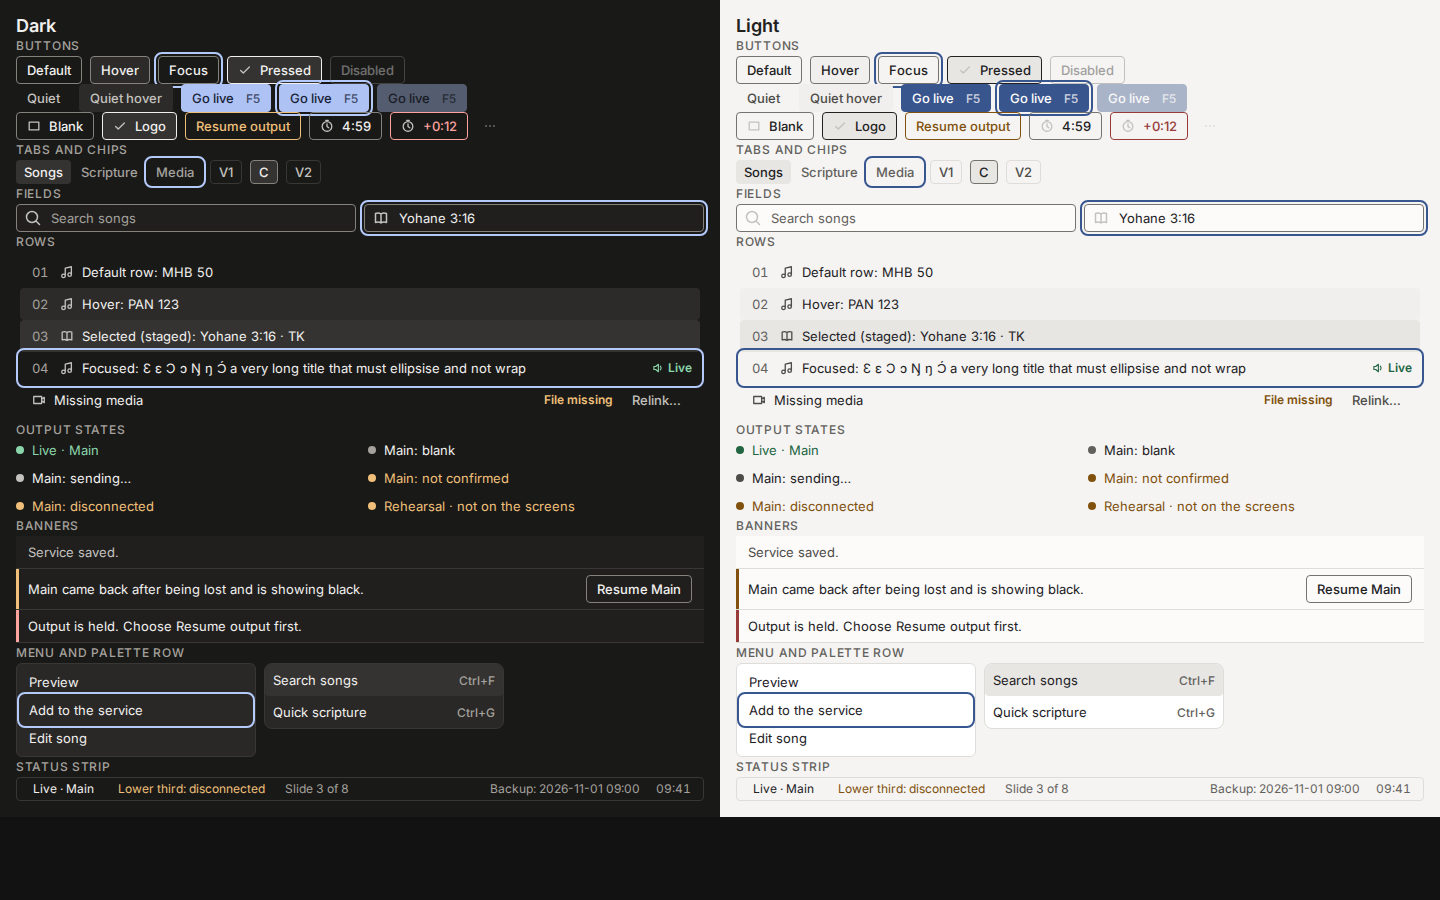 Dark
BUTTONS
Default Hover Focus Pressed Disabled
Quiet Quiet hover Go live F5 Go live F5 Go live F5
Blank Logo Resume output 4:59 +0:12 ···
TABS AND CHIPS
Songs Scripture Media V1 C V2
FIELDS
Search songs Yohane 3:16
ROWS
01 Default row: MHB 50
02 Hover: PAN 123
03 Selected (staged): Yohane 3:16 · TK
04 Focused: Ɛ ɛ Ɔ ɔ Ŋ ŋ Ɔ́ a very long title that must ellipsise and not wrap Live
Missing media File missing Relink...
OUTPUT STATES
Live · Main Main: blank
Main: sending... Main: not confirmed
Main: disconnected Rehearsal · not on the screens
BANNERS
Service saved.
Main came back after being lost and is showing black. Resume Main
Output is held. Choose Resume output first.
MENU AND PALETTE ROW
Preview
Add to the service
Edit song
Search songs Ctrl+F
Quick scripture Ctrl+G
STATUS STRIP
Live · Main Lower third: disconnected Slide 3 of 8 Backup: 2026-11-01 09:00 09:41
Light
BUTTONS
Default Hover Focus Pressed Disabled
Quiet Quiet hover Go live F5 Go live F5 Go live F5
Blank Logo Resume output 4:59 +0:12 ···
TABS AND CHIPS
Songs Scripture Media V1 C V2
FIELDS
Search songs Yohane 3:16
ROWS
01 Default row: MHB 50
02 Hover: PAN 123
03 Selected (staged): Yohane 3:16 · TK
04 Focused: Ɛ ɛ Ɔ ɔ Ŋ ŋ Ɔ́ a very long title that must ellipsise and not wrap Live
Missing media File missing Relink...
OUTPUT STATES
Live · Main Main: blank
Main: sending... Main: not confirmed
Main: disconnected Rehearsal · not on the screens
BANNERS
Service saved.
Main came back after being lost and is showing black. Resume Main
Output is held. Choose Resume output first.
MENU AND PALETTE ROW
Preview
Add to the service
Edit song
Search songs Ctrl+F
Quick scripture Ctrl+G
STATUS STRIP
Live · Main Lower third: disconnected Slide 3 of 8 Backup: 2026-11-01 09:00 09:41